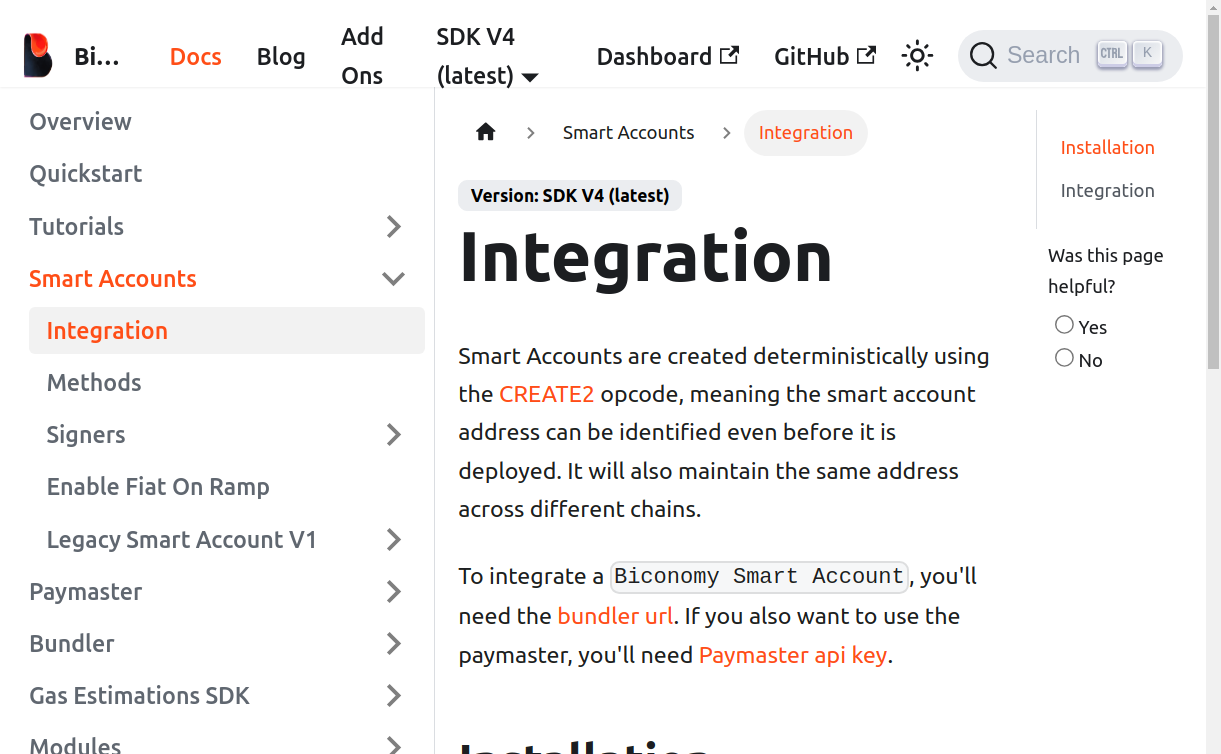 Bi...
Docs
Blog
Add
Ons
SDK V4
(latest)
Dashboard
GitHub
Search
CTRL
K
Overview
Quickstart
Tutorials
Smart Accounts
Integration
Methods
Signers
Enable Fiat On Ramp
Legacy Smart Account V1
Paymaster
Bundler
Gas Estimations SDK
Modules
Smart Accounts
Integration
Version: SDK V4 (latest)
Integration
Smart Accounts are created deterministically using
the CREATE2 opcode, meaning the smart account
address can be identified even before it is
deployed. It will also maintain the same address
across different chains.
To integrate a Biconomy Smart Account, you'll
need the bundler url. If you also want to use the
paymaster, you'll need Paymaster api key.
Installation
Installation
Integration
Was this page
helpful?
Yes
No